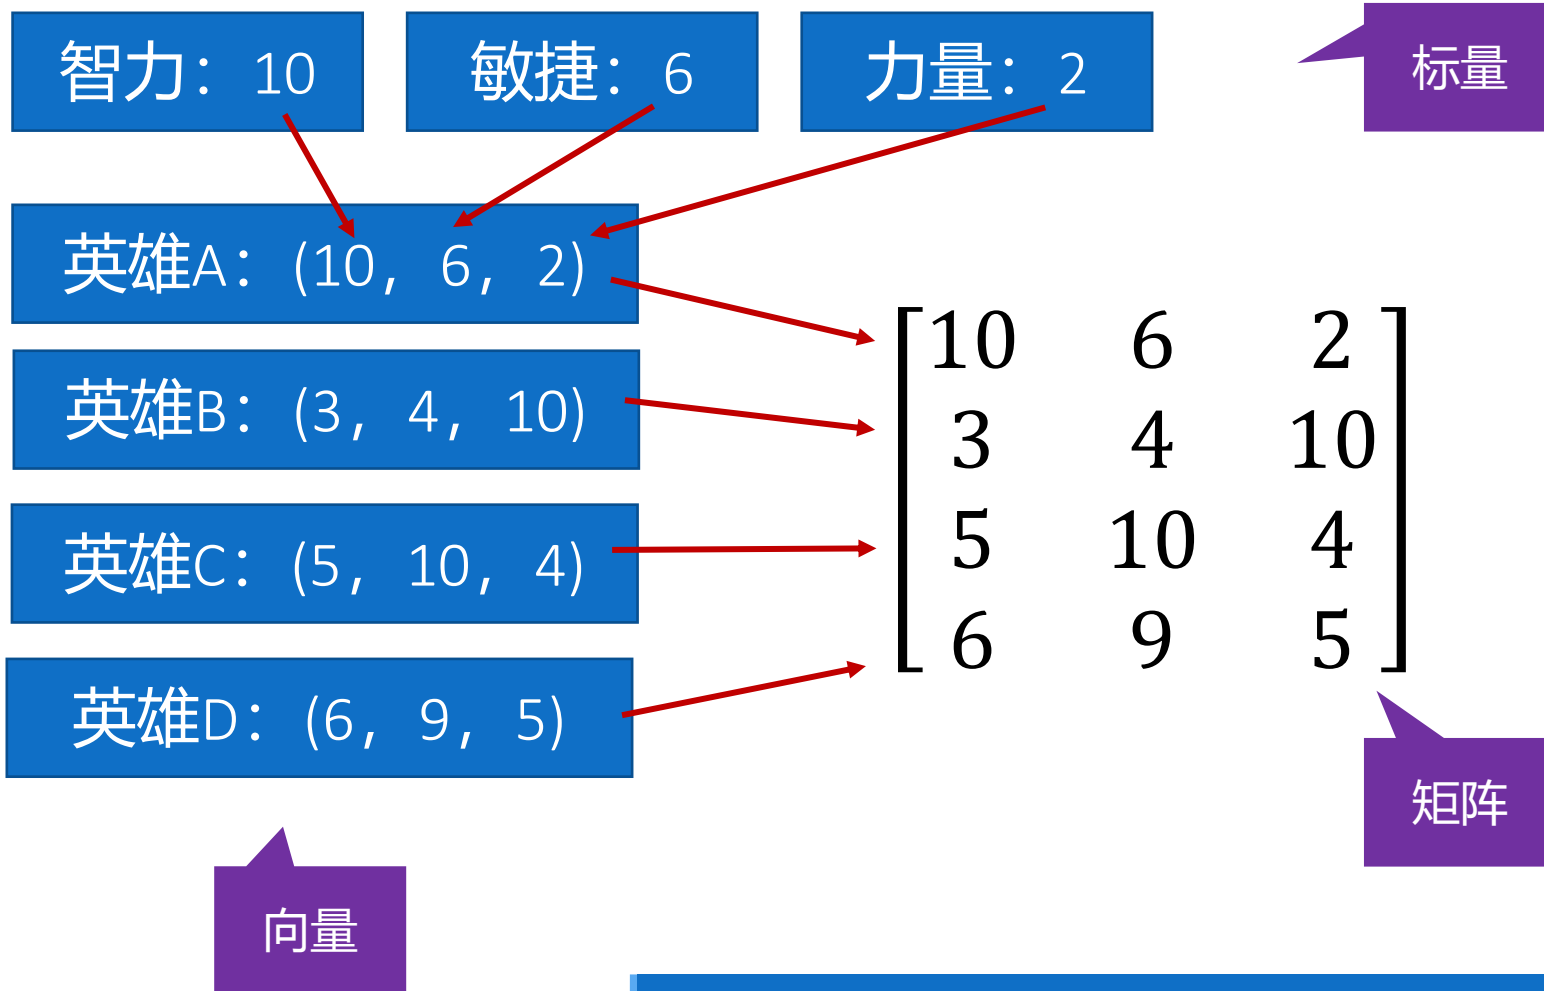 智力：10
敏捷：6
力量：2
标量
英雄A：(10，6，2)
英雄B：(3，4，10)
英雄C：(5，10，4)
英雄D：(6，9，5)
10 6 2
3 4 10
5 10 4
6 9 5
矩阵
向量